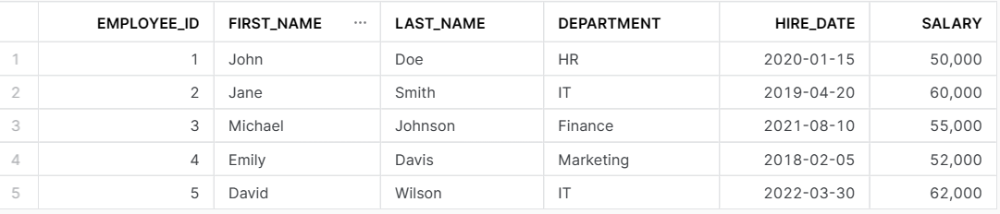 EMPLOYEE_ID FIRST_NAME ··· LAST_NAME DEPARTMENT HIRE_DATE SALARY
1 1 John Doe HR 2020-01-15 50,000
2 2 Jane Smith IT 2019-04-20 60,000
3 3 Michael Johnson Finance 2021-08-10 55,000
4 4 Emily Davis Marketing 2018-02-05 52,000
5 5 David Wilson IT 2022-03-30 62,000